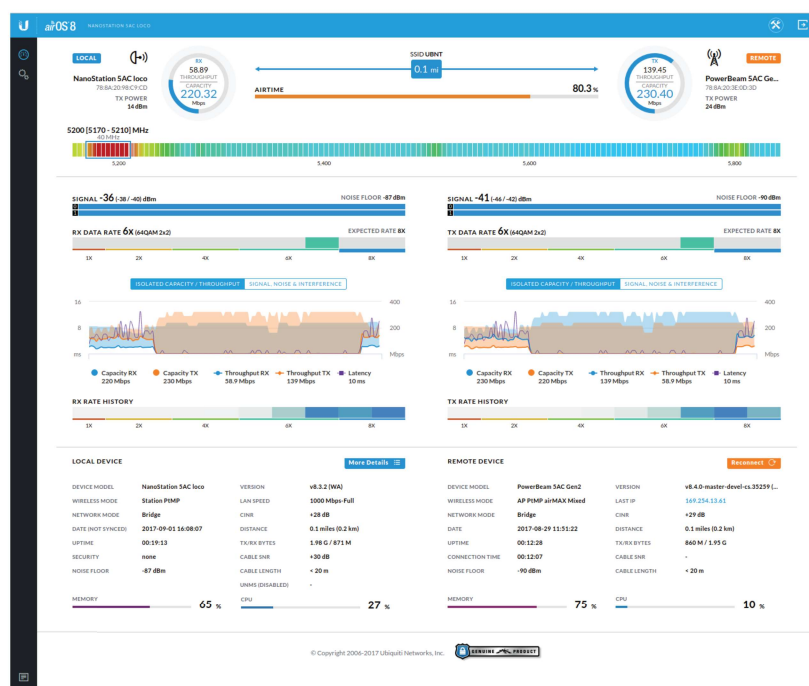 airOS 8 NANOSTATION 5AC LOCO
LOCAL
RX
58.89
THROUGHPUT
CAPACITY
220.32
Mbps
NanoStation 5AC loco
78:8A:20:98:C9:CD
TX POWER
14 dBm
SSID UBNT
0.1 mi
AIRTIME 80.3 %
TX
139.45
THROUGHPUT
CAPACITY
230.40
Mbps
REMOTE
PowerBeam 5AC Ge...
78:8A:20:3E:0D:3D
TX POWER
24 dBm
5200 [5170 - 5210] MHz
40 MHz
5,200 5,400 5,600 5,800
SIGNAL -36 (-38 / -40) dBm NOISE FLOOR -87 dBm
0
1
RX DATA RATE 6X (64QAM 2x2) EXPECTED RATE 8X
1X 2X 4X 6X 8X
ISOLATED CAPACITY / THROUGHPUT SIGNAL, NOISE & INTERFERENCE
16 400
8 200
ms Mbps
Capacity RX Capacity TX Throughput RX Throughput TX Latency
220 Mbps 230 Mbps 58.9 Mbps 139 Mbps 10 ms
RX RATE HISTORY
1X 2X 4X 6X 8X
SIGNAL -41 (-46 / -42) dBm NOISE FLOOR -90 dBm
0
1
TX DATA RATE 6X (64QAM 2x2) EXPECTED RATE 8X
1X 2X 4X 6X 8X
ISOLATED CAPACITY / THROUGHPUT SIGNAL, NOISE & INTERFERENCE
16 400
8 200
ms Mbps
Capacity RX Capacity TX Throughput RX Throughput TX Latency
230 Mbps 220 Mbps 139 Mbps 58.9 Mbps 10 ms
TX RATE HISTORY
1X 2X 4X 6X 8X
LOCAL DEVICE More Details
DEVICE MODEL NanoStation 5AC loco VERSION v8.3.2 (WA)
WIRELESS MODE Station PtMP LAN SPEED 1000 Mbps-Full
NETWORK MODE Bridge CINR +28 dB
DATE (NOT SYNCED) 2017-09-01 16:08:07 DISTANCE 0.1 miles (0.2 km)
UPTIME 00:19:13 TX/RX BYTES 1.98 G / 871 M
SECURITY none CABLE SNR +30 dB
NOISE FLOOR -87 dBm CABLE LENGTH < 20 m
UNMS (DISABLED) -
MEMORY 65 % CPU 27 %
REMOTE DEVICE Reconnect
DEVICE MODEL PowerBeam 5AC Gen2 VERSION v8.4.0-master-devel-cs.35259 (...
WIRELESS MODE AP PtMP airMAX Mixed LAST IP 169.254.13.61
NETWORK MODE Bridge CINR +29 dB
DATE 2017-08-29 11:51:22 DISTANCE 0.1 miles (0.2 km)
UPTIME 00:12:28 TX/RX BYTES 860 M / 1.95 G
CONNECTION TIME 00:12:07 CABLE SNR -
NOISE FLOOR -90 dBm CABLE LENGTH < 20 m
MEMORY 75 % CPU 10 %
© Copyright 2006-2017 Ubiquiti Networks, Inc. GENUINE PRODUCT